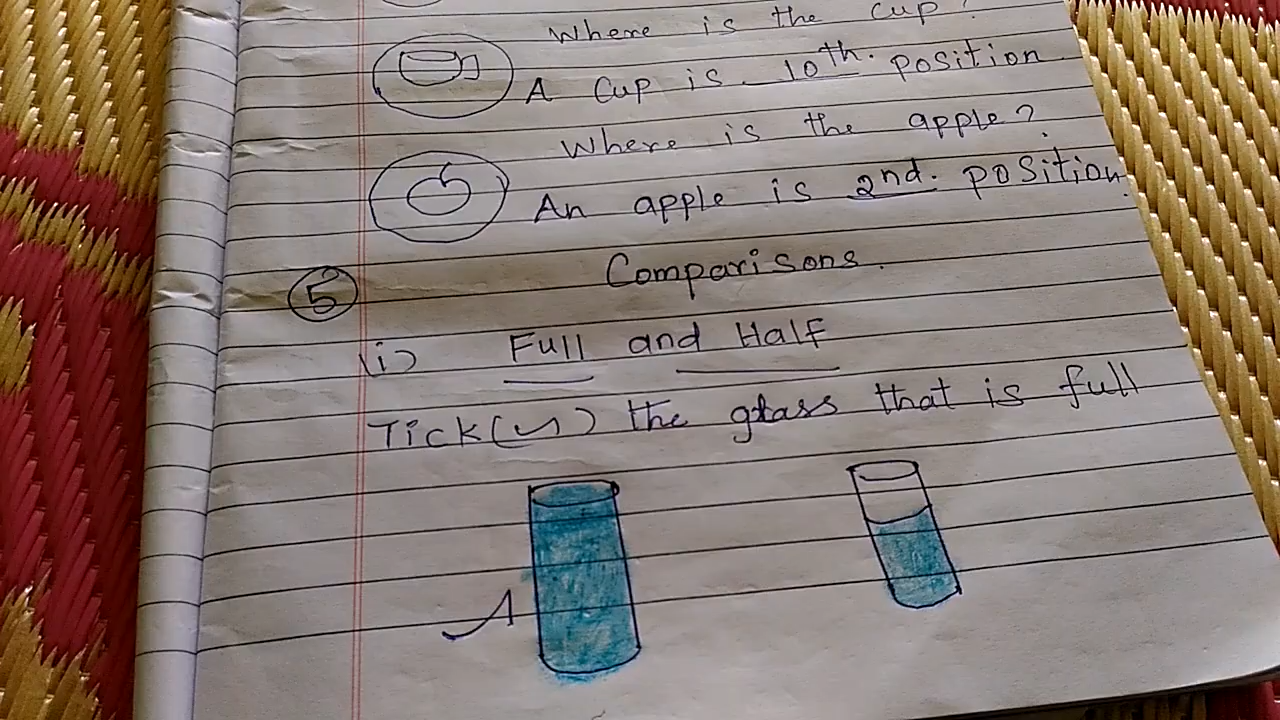 Where is the cup?
A Cup is 10th. position
Where is the apple?
An apple is 2nd. position.
5 Comparisons.
(i) Full and Half
Tick(✓) the glass that is full